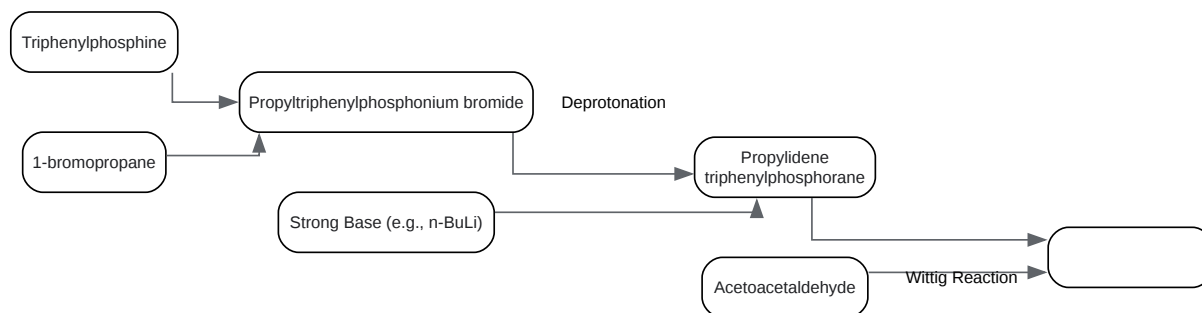 Triphenylphosphine
Propyltriphenylphosphonium bromide
Deprotonation
1-bromopropane
Propylidene
triphenylphosphorane
Strong Base (e.g., n-BuLi)
Acetoacetaldehyde
Wittig Reaction